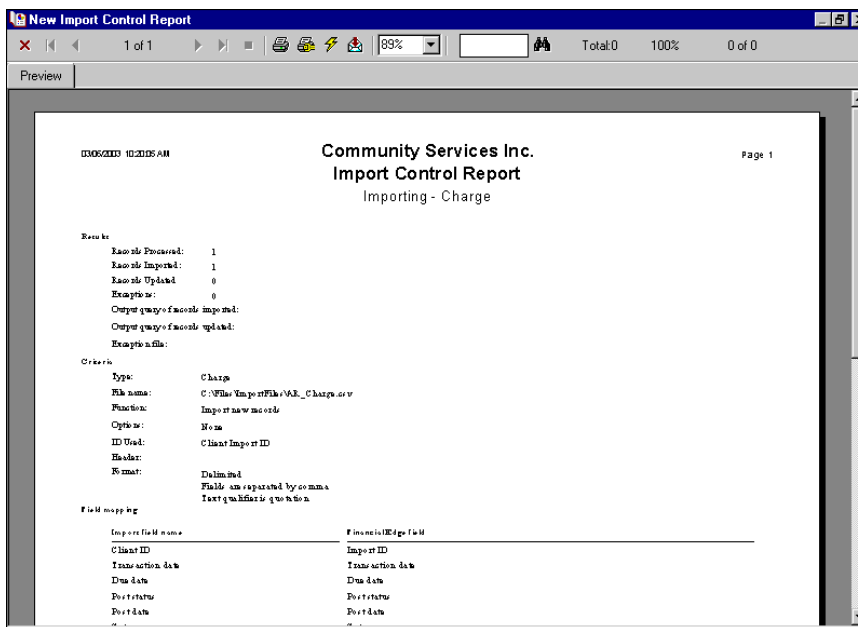 New Import Control Report
1 of 1 89% Total:0 100% 0 of 0
Preview
03/06/2003 10:20:05 AM Community Services Inc. Page 1
Import Control Report
Importing - Charge
Results
Records Processed: 1
Records Imported: 1
Records Updated 0
Exceptions: 0
Output query of records imported:
Output query of records updated:
Exception file:
Criteria
Type: Charge
File name: C:\Files\ImportFiles\AR_Charge.csv
Function: Import new records
Options: None
ID Used: Client Import ID
Header:
Format: Delimited
Fields are separated by comma
Text qualifier is quotation
Field mapping
Import field name Financial Edge field
Client ID Import ID
Transaction date Transaction date
Due date Due date
Post status Post status
Post date Post date